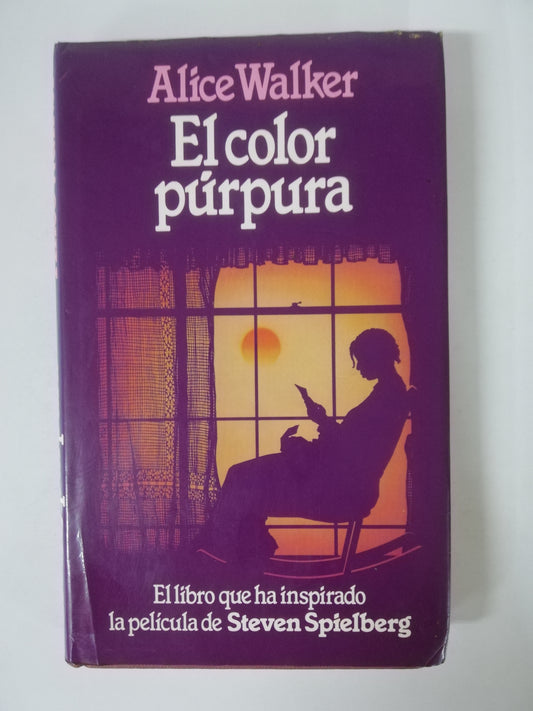 Alice Walker
El color
púrpura
El libro que ha inspirado
la película de Steven Spielberg